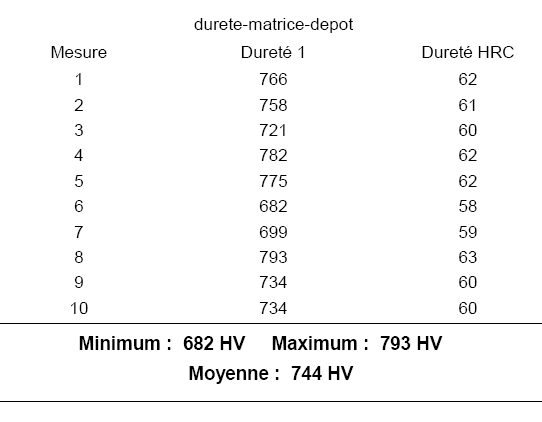 durete-matrice-depot
Mesure Dureté 1 Dureté HRC
1 766 62
2 758 61
3 721 60
4 782 62
5 775 62
6 682 58
7 699 59
8 793 63
9 734 60
10 734 60
Minimum : 682 HV Maximum : 793 HV
Moyenne : 744 HV